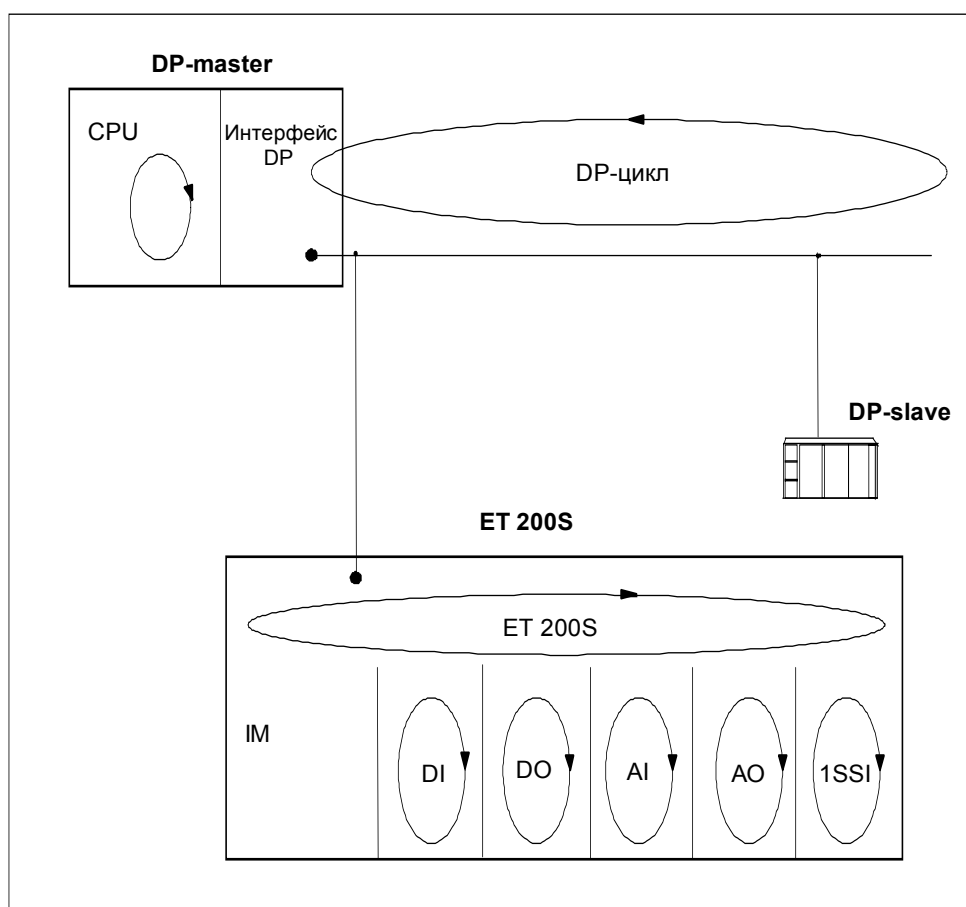 DP-master
CPU
Интерфейс
DP
DP-цикл
DP-slave
ET 200S
ET 200S
IM
DI
DO
AI
AO
1SSI